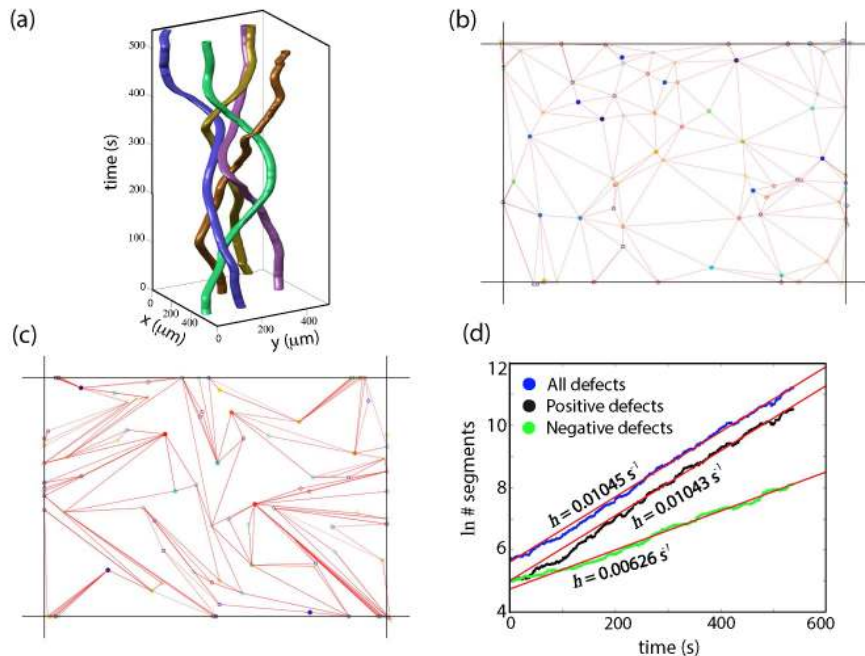 (a)
500
400
300
200
100
0
time (s)
0
200
400
x (μm)
0
200
400
y (μm)
(b)
(c)
(d)
12
10
8
6
4
ln # segments
All defects
Positive defects
Negative defects
h = 0.01045 s⁻¹
h = 0.01043 s⁻¹
h = 0.00626 s⁻¹
0
200
400
600
time (s)